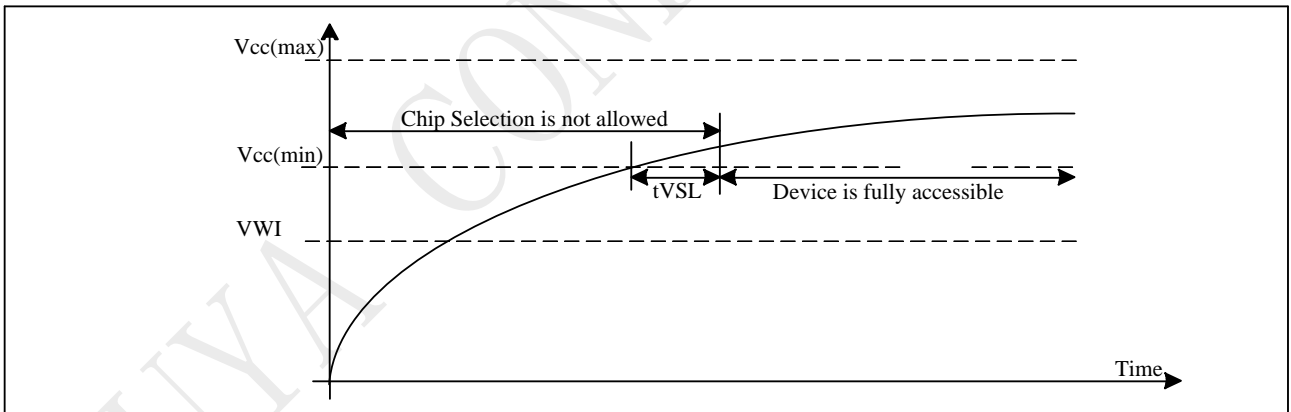 Vcc(max)
Chip Selection is not allowed
Vcc(min)
tVSL
Device is fully accessible
VWI
Time